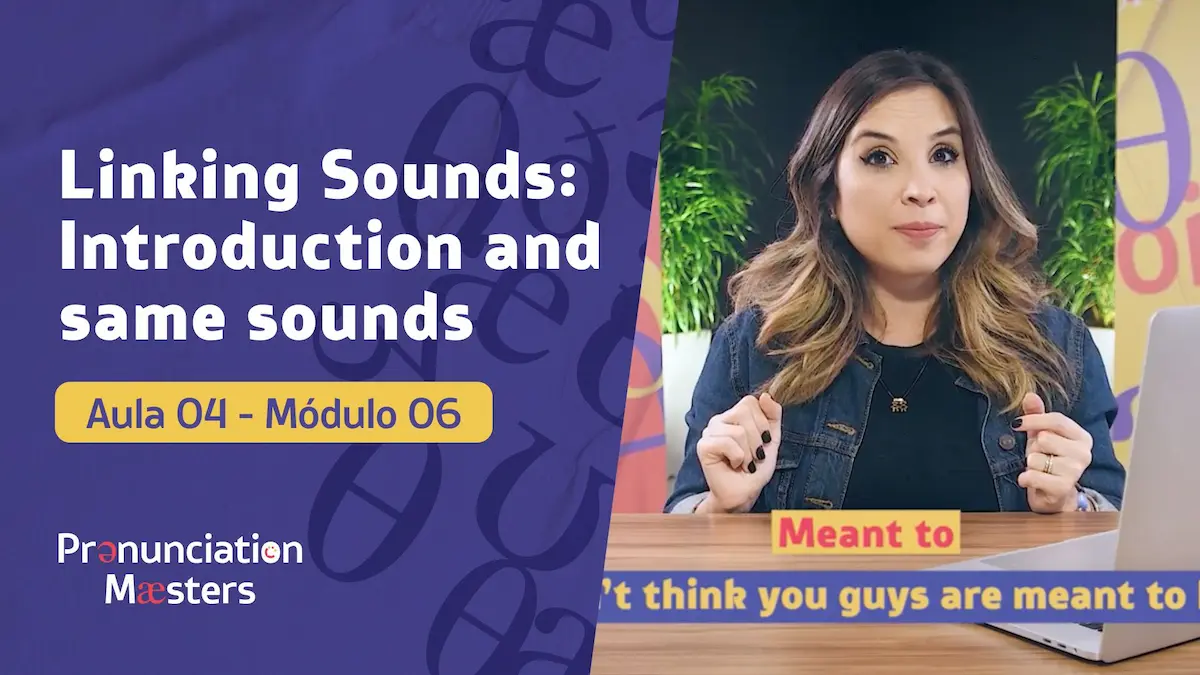 Linking Sounds:
Introduction and
same sounds
Aula 04 - Módulo 06
Prənunciation
Mæsters
Meant to
't think you guys are meant to